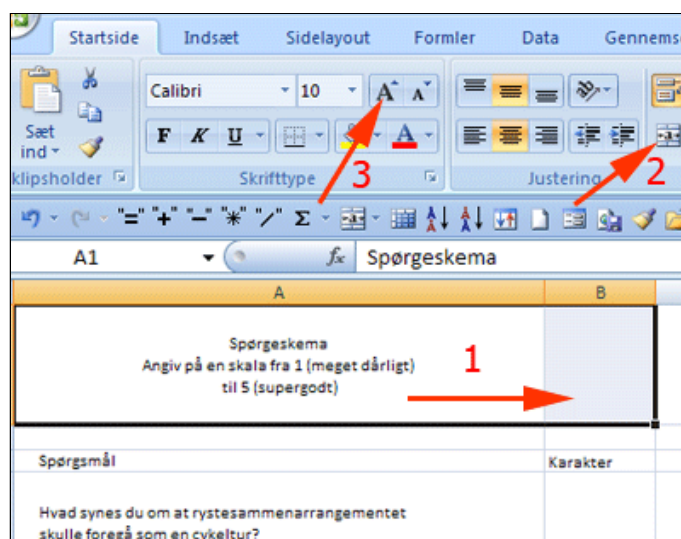 Startside Indsæt Sidelayout Formler Data Gennems
Calibri 10 A A
Sæt
ind
F K U A
klipsholder Skrifttype Justering
3 2
"=" "+" "−" "*" "/" Σ
A1 fx Spørgeskema
A B
Spørgeskema
Angiv på en skala fra 1 (meget dårligt)
til 5 (supergodt)
1
Spørgsmål Karakter
Hvad synes du om at rystesammenarrangementet
skulle foregå som en cykeltur?